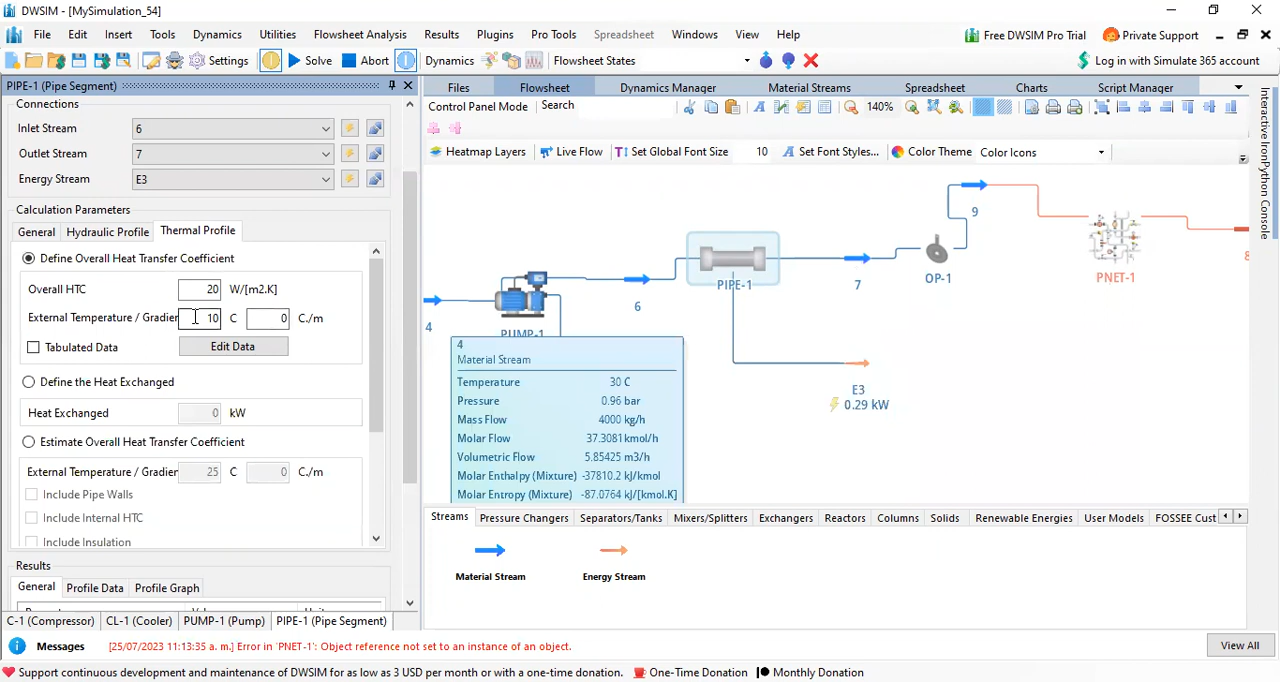 DWSIM - [MySimulation_54]
File Edit Insert Tools Dynamics Utilities Flowsheet Analysis Results Plugins Pro Tools Spreadsheet Windows View Help Free DWSIM Pro Trial Private Support
Settings Solve Abort Dynamics Flowsheet States Log in with Simulate 365 account
PIPE-1 (Pipe Segment)
Files Flowsheet Dynamics Manager Material Streams Spreadsheet Charts Script Manager
Control Panel Mode Search 140%
Heatmap Layers Live Flow Set Global Font Size 10 Set Font Styles... Color Theme Color Icons
Connections
Inlet Stream 6
Outlet Stream 7
Energy Stream E3
Calculation Parameters
General Hydraulic Profile Thermal Profile
Define Overall Heat Transfer Coefficient
Overall HTC 20 W/[m2.K]
External Temperature / Gradien 10 C 0 C./m
Tabulated Data Edit Data
Define the Heat Exchanged
Heat Exchanged 0 kW
Estimate Overall Heat Transfer Coefficient
External Temperature / Gradien 25 C 0 C./m
Include Pipe Walls
Include Internal HTC
Include Insulation
Results
General Profile Data Profile Graph
C-1 (Compressor) CL-1 (Cooler) PUMP-1 (Pump) PIPE-1 (Pipe Segment)
4
PUMP-1
6
PIPE-1
7
OP-1
9
PNET-1
8
E3
0.29 kW
4
Material Stream
Temperature 30 C
Pressure 0.96 bar
Mass Flow 4000 kg/h
Molar Flow 37.3081 kmol/h
Volumetric Flow 5.85425 m3/h
Molar Enthalpy (Mixture) -37810.2 kJ/kmol
Molar Entropy (Mixture) -87.0764 kJ/[kmol.K]
Streams Pressure Changers Separators/Tanks Mixers/Splitters Exchangers Reactors Columns Solids Renewable Energies User Models FOSSEE Cust
Material Stream Energy Stream
Interactive IronPython Console
Messages [25/07/2023 11:13:35 a. m.] Error in 'PNET-1': Object reference not set to an instance of an object. View All
Support continuous development and maintenance of DWSIM for as low as 3 USD per month or with a one-time donation. One-Time Donation Monthly Donation